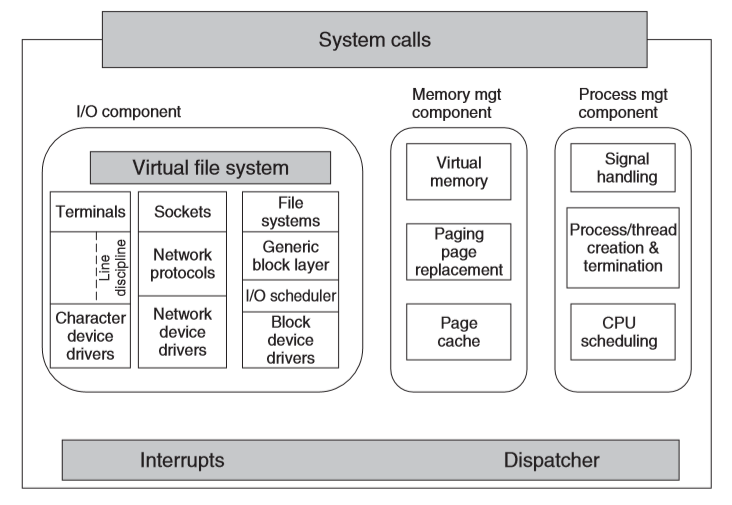 System calls
I/O component
Memory mgt
component
Process mgt
component
Virtual file system
Terminals
Line
discipline
Character
device
drivers
Sockets
Network
protocols
Network
device
drivers
File
systems
Generic
block layer
I/O scheduler
Block
device
drivers
Virtual
memory
Paging
page
replacement
Page
cache
Signal
handling
Process/thread
creation &
termination
CPU
scheduling
Interrupts
Dispatcher